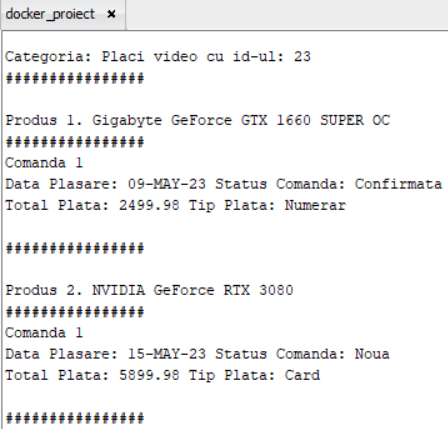 docker_proiect ×
Categoria: Placi video cu id-ul: 23
################
Produs 1. Gigabyte GeForce GTX 1660 SUPER OC
################
Comanda 1
Data Plasare: 09-MAY-23 Status Comanda: Confirmata
Total Plata: 2499.98 Tip Plata: Numerar
################
Produs 2. NVIDIA GeForce RTX 3080
################
Comanda 1
Data Plasare: 15-MAY-23 Status Comanda: Noua
Total Plata: 5899.98 Tip Plata: Card
################